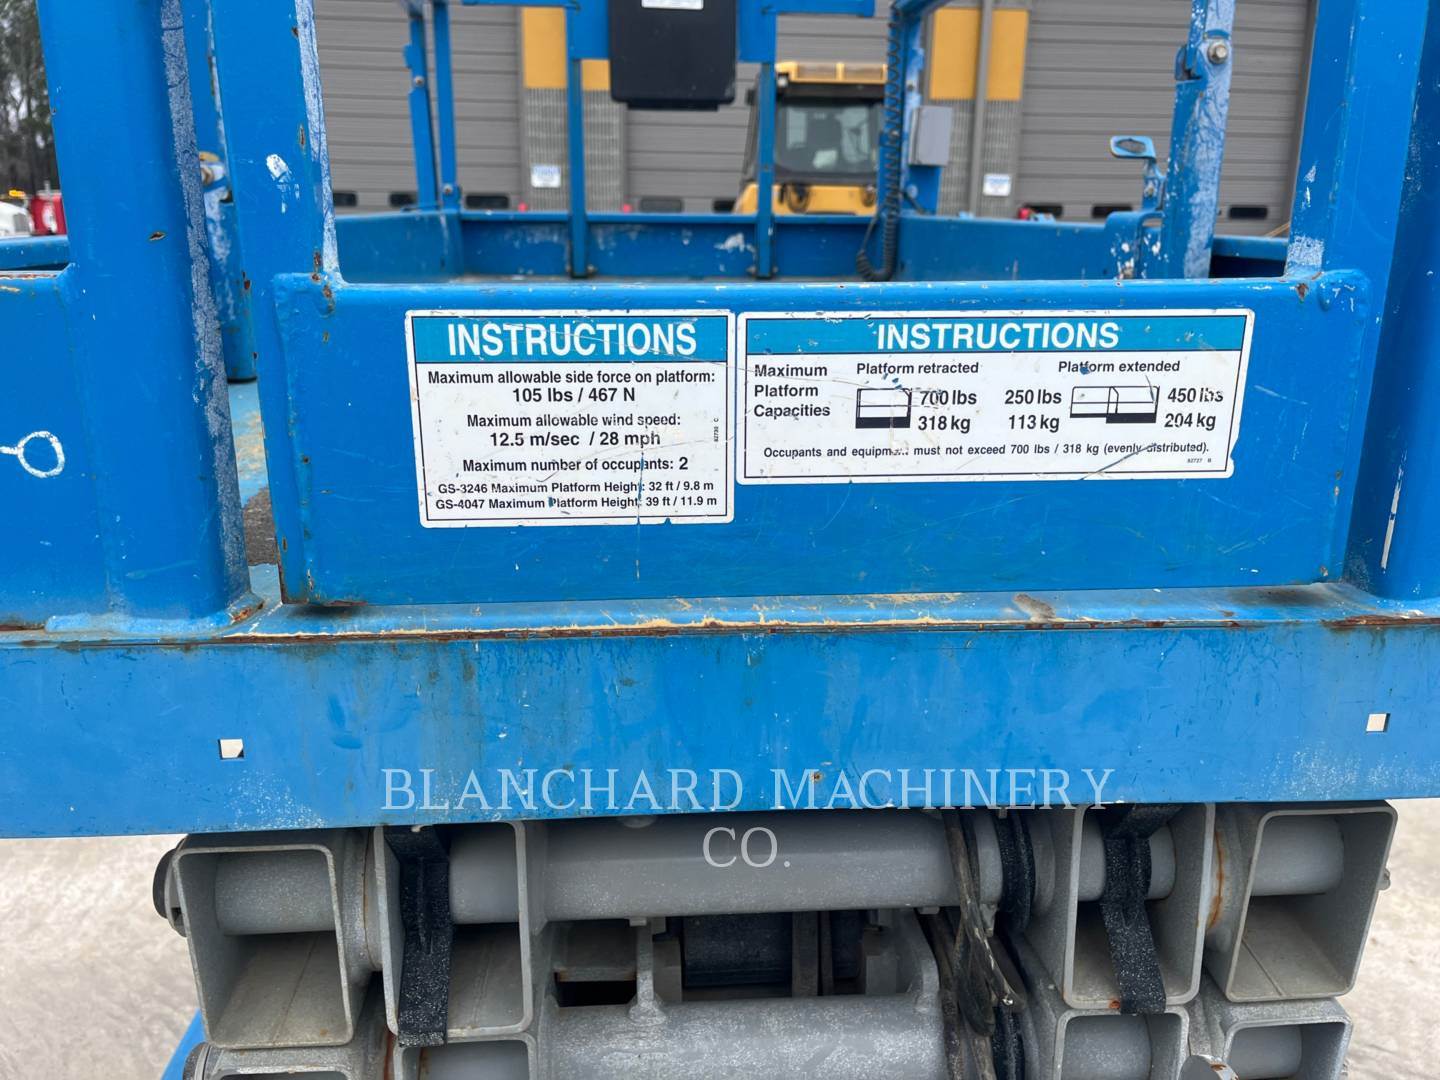 INSTRUCTIONS
Maximum allowable side force on platform:
105 lbs / 467 N
Maximum allowable wind speed:
12.5 m/sec / 28 mph
Maximum number of occupants: 2
GS-3246 Maximum Platform Height: 32 ft / 9.8 m
GS-4047 Maximum Platform Height: 39 ft / 11.9 m
82730 C
INSTRUCTIONS
Maximum
Platform
Capacities
Platform retracted
700 lbs
318 kg
Platform extended
250 lbs
113 kg
450 lbs
204 kg
Occupants and equipment must not exceed 700 lbs / 318 kg (evenly distributed).
82727 B
BLANCHARD MACHINERY
CO.